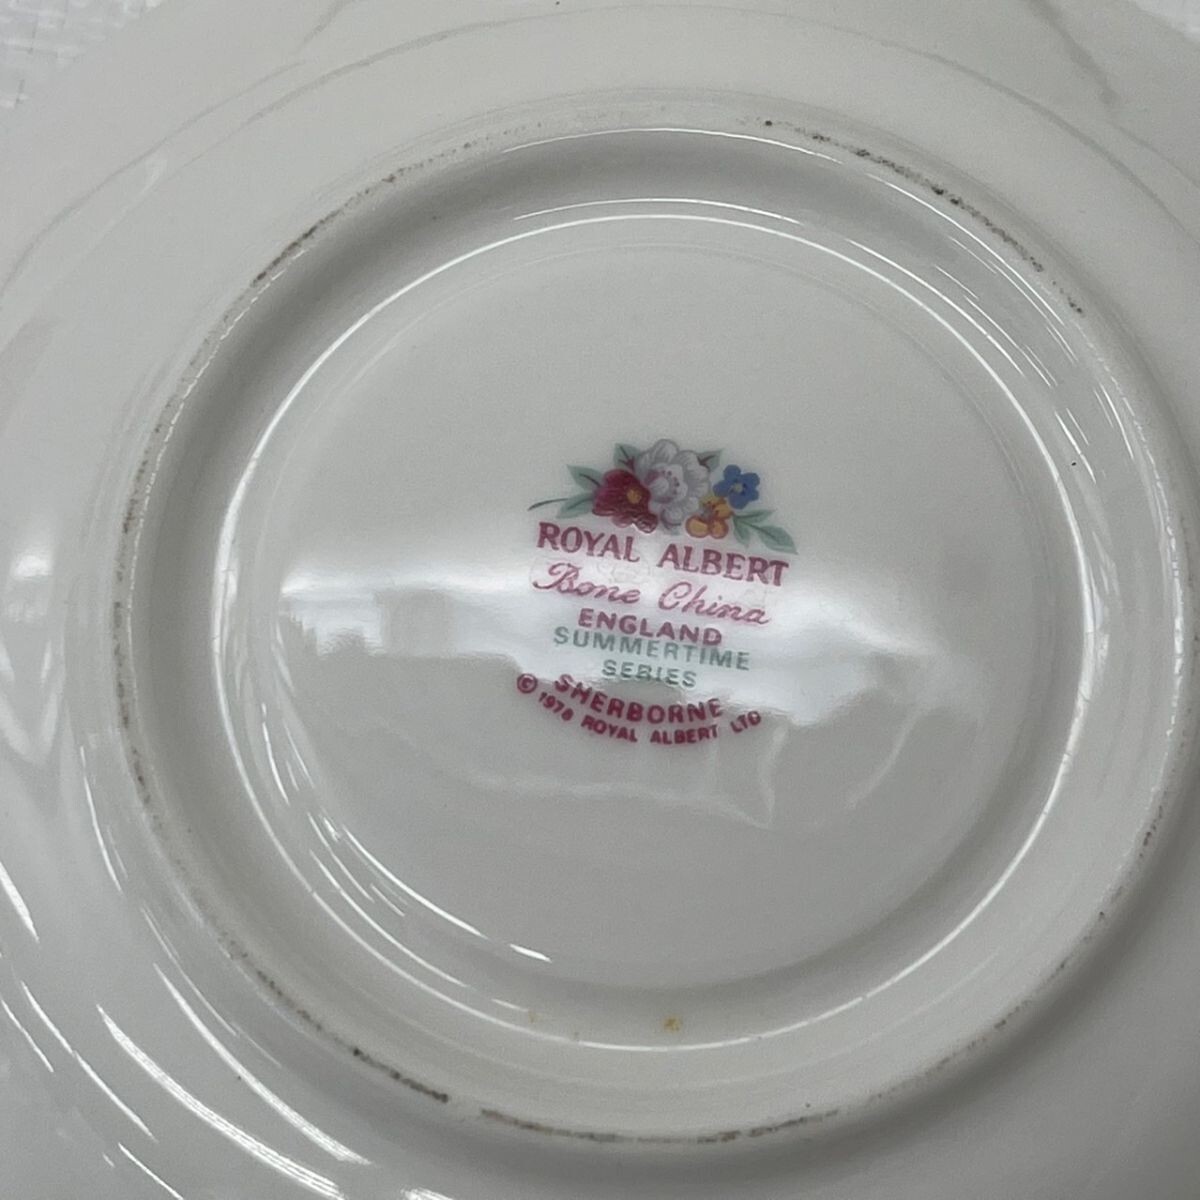 ROYAL ALBERT
Bone China
ENGLAND
SUMMERTIME
SERIES
SHERBORNE
© 1978 ROYAL ALBERT LTD